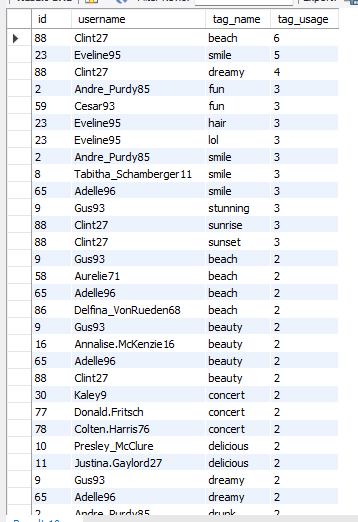 id username tag_name tag_usage
88 Clint27 beach 6
23 Eveline95 smile 5
88 Clint27 dreamy 4
2 Andre_Purdy85 fun 3
59 Cesar93 fun 3
23 Eveline95 hair 3
23 Eveline95 lol 3
2 Andre_Purdy85 smile 3
8 Tabitha_Schamberger11 smile 3
65 Adelle96 smile 3
9 Gus93 stunning 3
88 Clint27 sunrise 3
88 Clint27 sunset 3
9 Gus93 beach 2
58 Aurelie71 beach 2
65 Adelle96 beach 2
86 Delfina_VonRueden68 beach 2
9 Gus93 beauty 2
16 Annalise.McKenzie16 beauty 2
65 Adelle96 beauty 2
88 Clint27 beauty 2
30 Kaley9 concert 2
77 Donald.Fritsch concert 2
78 Colten.Harris76 concert 2
10 Presley_McClure delicious 2
11 Justina.Gaylord27 delicious 2
9 Gus93 dreamy 2
65 Adelle96 dreamy 2
2 Andre_Purdy85 drunk 2